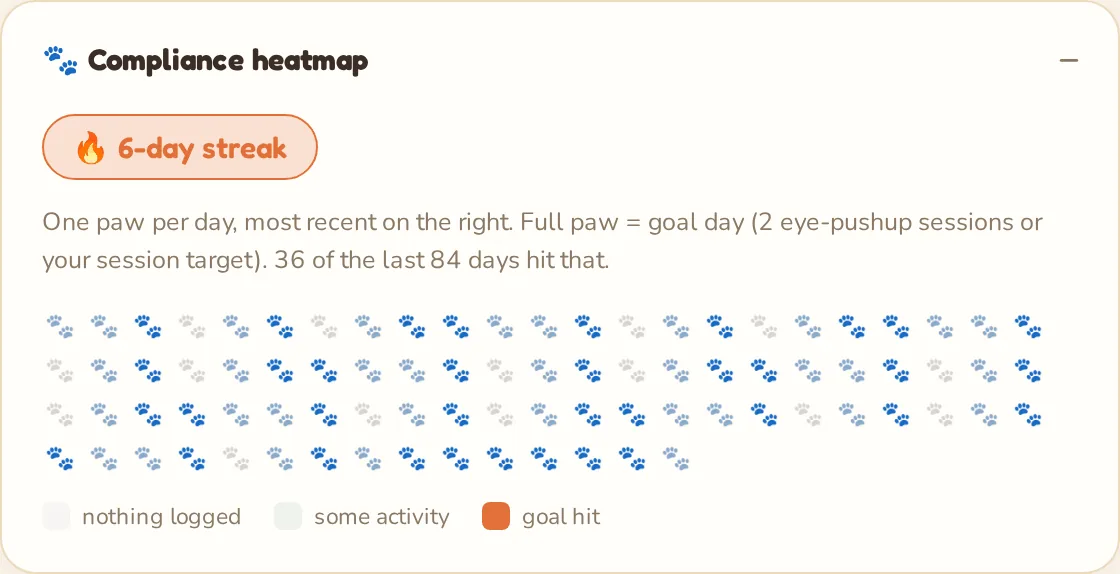 Compliance heatmap
6-day streak
One paw per day, most recent on the right. Full paw = goal day (2 eye-pushup sessions or
your session target). 36 of the last 84 days hit that.
nothing logged some activity goal hit